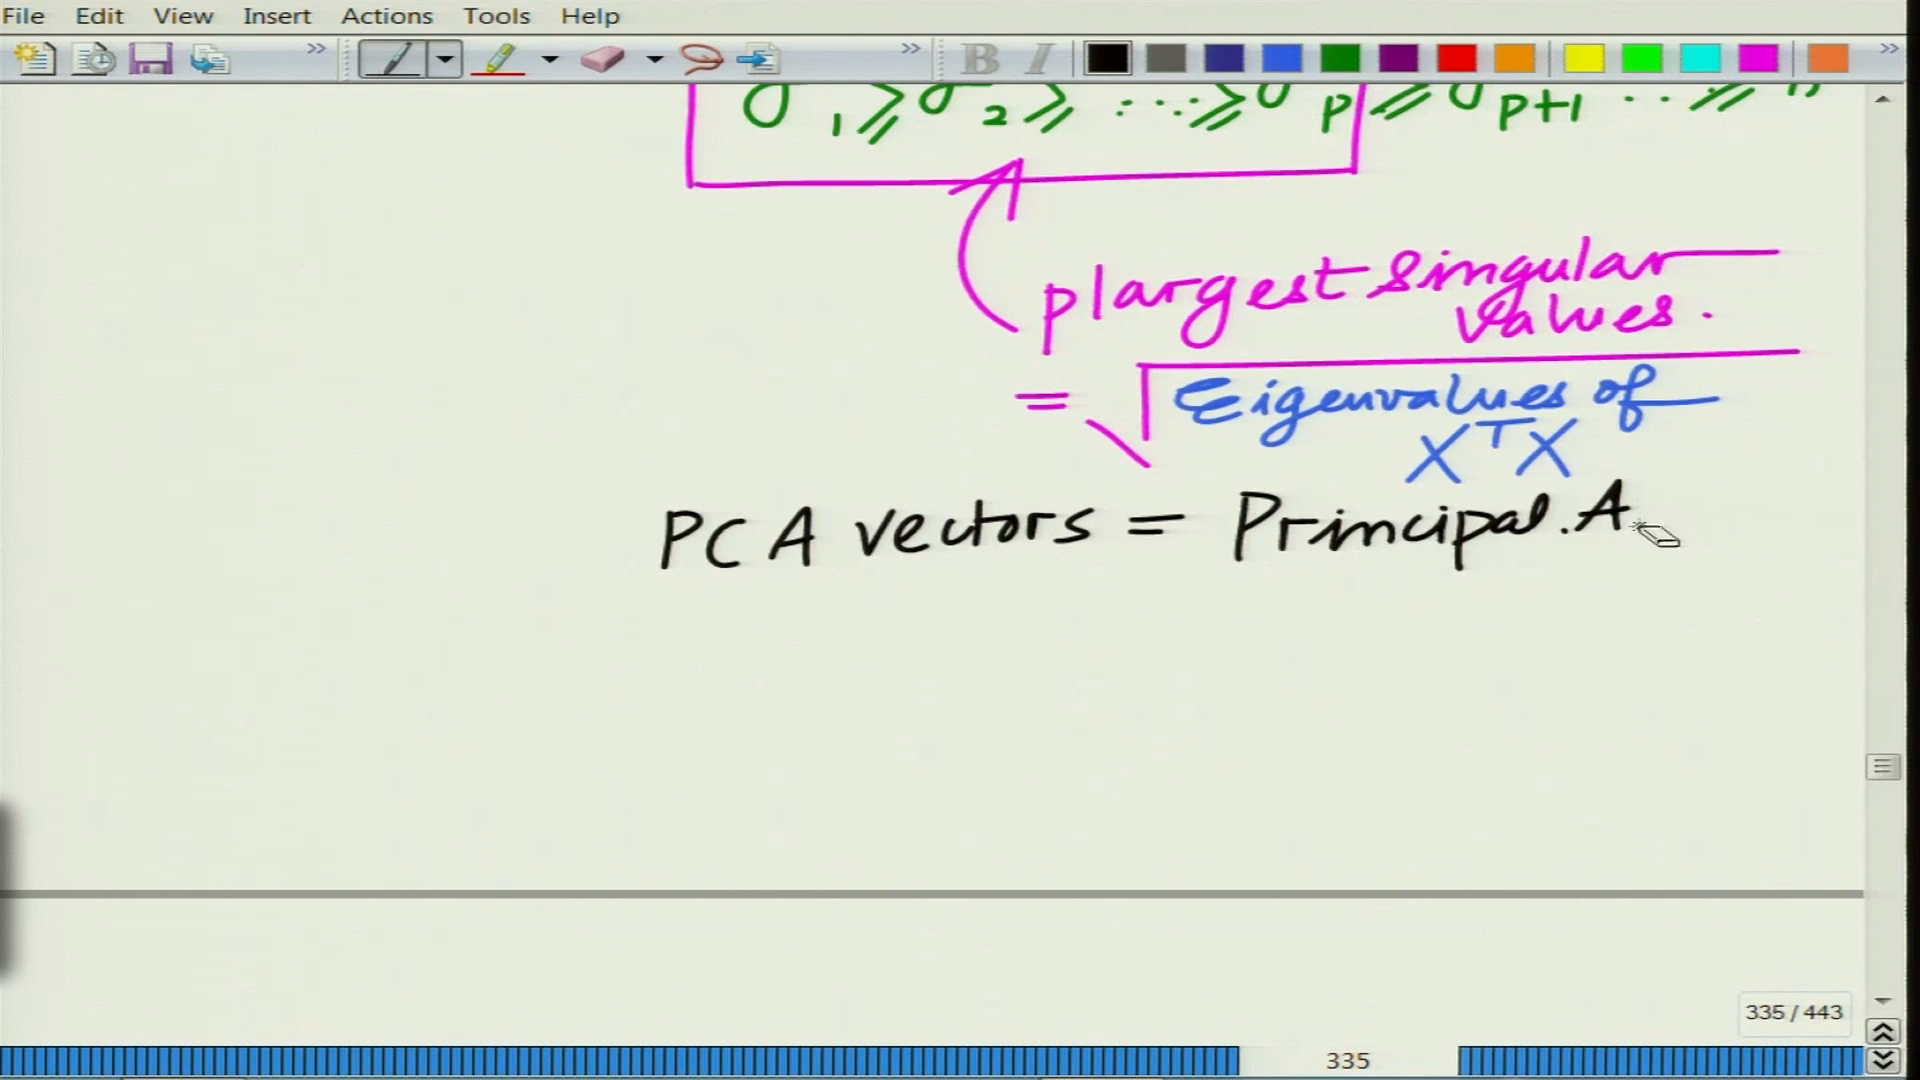 File Edit View Insert Actions Tools Help
B I
σ₁ ≥ σ₂ ≥ ... ≥ σₚ ≥ σₚ₊₁ ... ≥
p largest singular
values.
= √ Eigenvalues of
XᵀX
PCA vectors = Principal. A
335 / 443
335